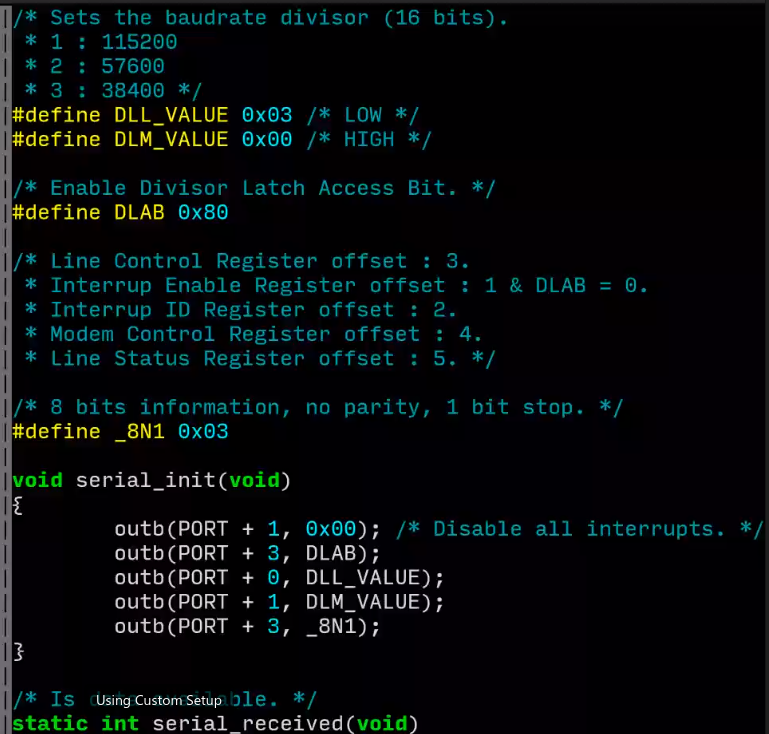 /* Sets the baudrate divisor (16 bits).
 * 1 : 115200
 * 2 : 57600
 * 3 : 38400 */
#define DLL_VALUE 0x03 /* LOW */
#define DLM_VALUE 0x00 /* HIGH */

/* Enable Divisor Latch Access Bit. */
#define DLAB 0x80

/* Line Control Register offset : 3.
 * Interrup Enable Register offset : 1 & DLAB = 0.
 * Interrup ID Register offset : 2.
 * Modem Control Register offset : 4.
 * Line Status Register offset : 5. */

/* 8 bits information, no parity, 1 bit stop. */
#define _8N1 0x03

void serial_init(void)
{
        outb(PORT + 1, 0x00); /* Disable all interrupts. */
        outb(PORT + 3, DLAB);
        outb(PORT + 0, DLL_VALUE);
        outb(PORT + 1, DLM_VALUE);
        outb(PORT + 3, _8N1);
}

/* Is ble. */
Using Custom Setup
static int serial_received(void)